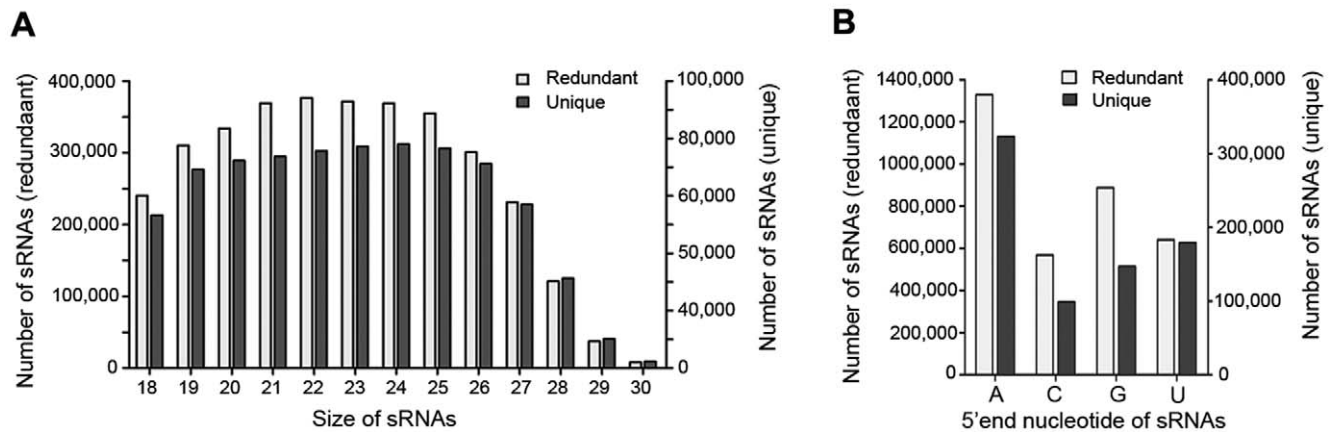 A
Number of sRNAs (redundaant)
400,000
300,000
200,000
100,000
0
Redundant
Unique
100,000
80,000
60,000
50,000
40,000
0
Number of sRNAs (unique)
18 19 20 21 22 23 24 25 26 27 28 29 30
Size of sRNAs
B
Number of sRNAs (redundaant)
1400,000
1200,000
1000,000
800,000
600,000
400,000
200,000
0
Redundant
Unique
400,000
300,000
200,000
100,000
0
Number of sRNAs (unique)
A C G U
5'end nucleotide of sRNAs